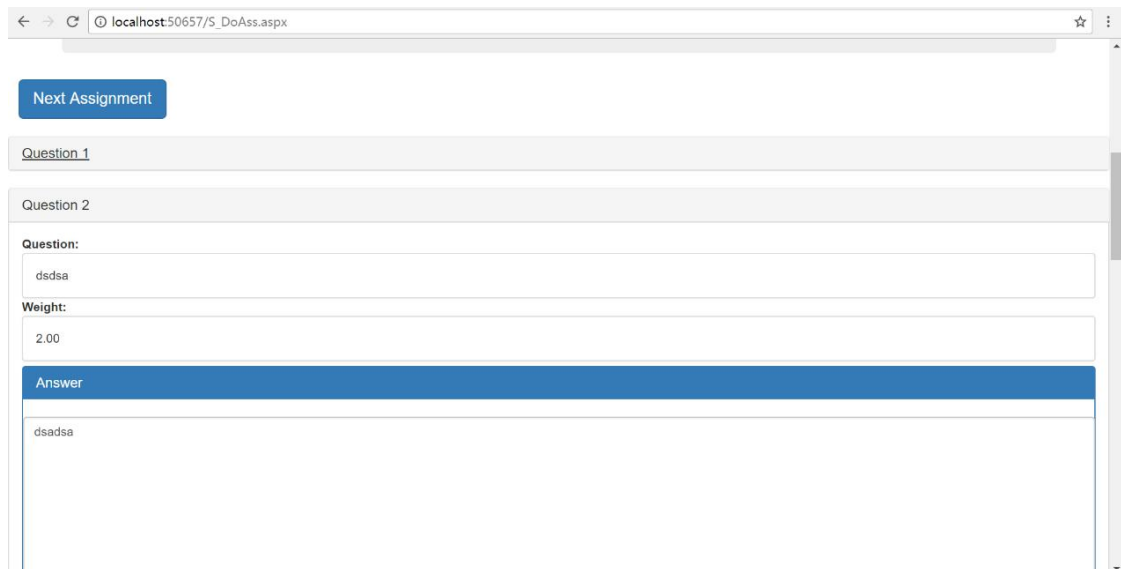 localhost:50657/S_DoAss.aspx
Next Assignment
Question 1
Question 2
Question:
dsdsa
Weight:
2.00
Answer
dsadsa